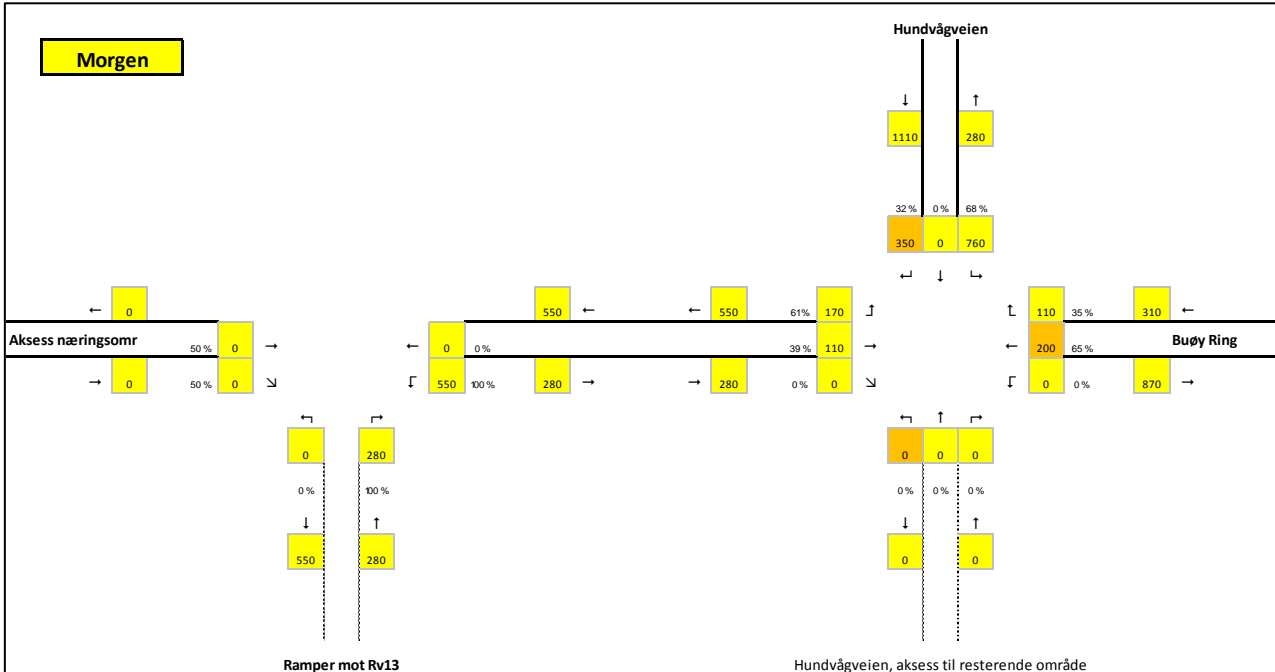 Hundvågveien
Morgen
↓ ↑
1110 280
32 % 0 % 68 %
350 0 760
↵ ↓ ↳
← 0 550 ← 550 ← 61% 170 ↥ ↥ 110 35 % 310 ←
Aksess næringsomr 50 % 0 → ← 0 0 % 39 % 110 → ← 200 65 % Buøy Ring
→ 0 50 % 0 ↘ ↲ 550 100 % 280 → → 280 0 % 0 ↘ ↲ 0 0 % 870 →
↰ ↱ ↰ ↑ ↱
0 280 0 0 0
0 % 100 % 0 % 0 % 0 %
↓ ↑ ↓ ↑
550 280 0 0
Ramper mot Rv13 Hundvågveien, aksess til resterende område